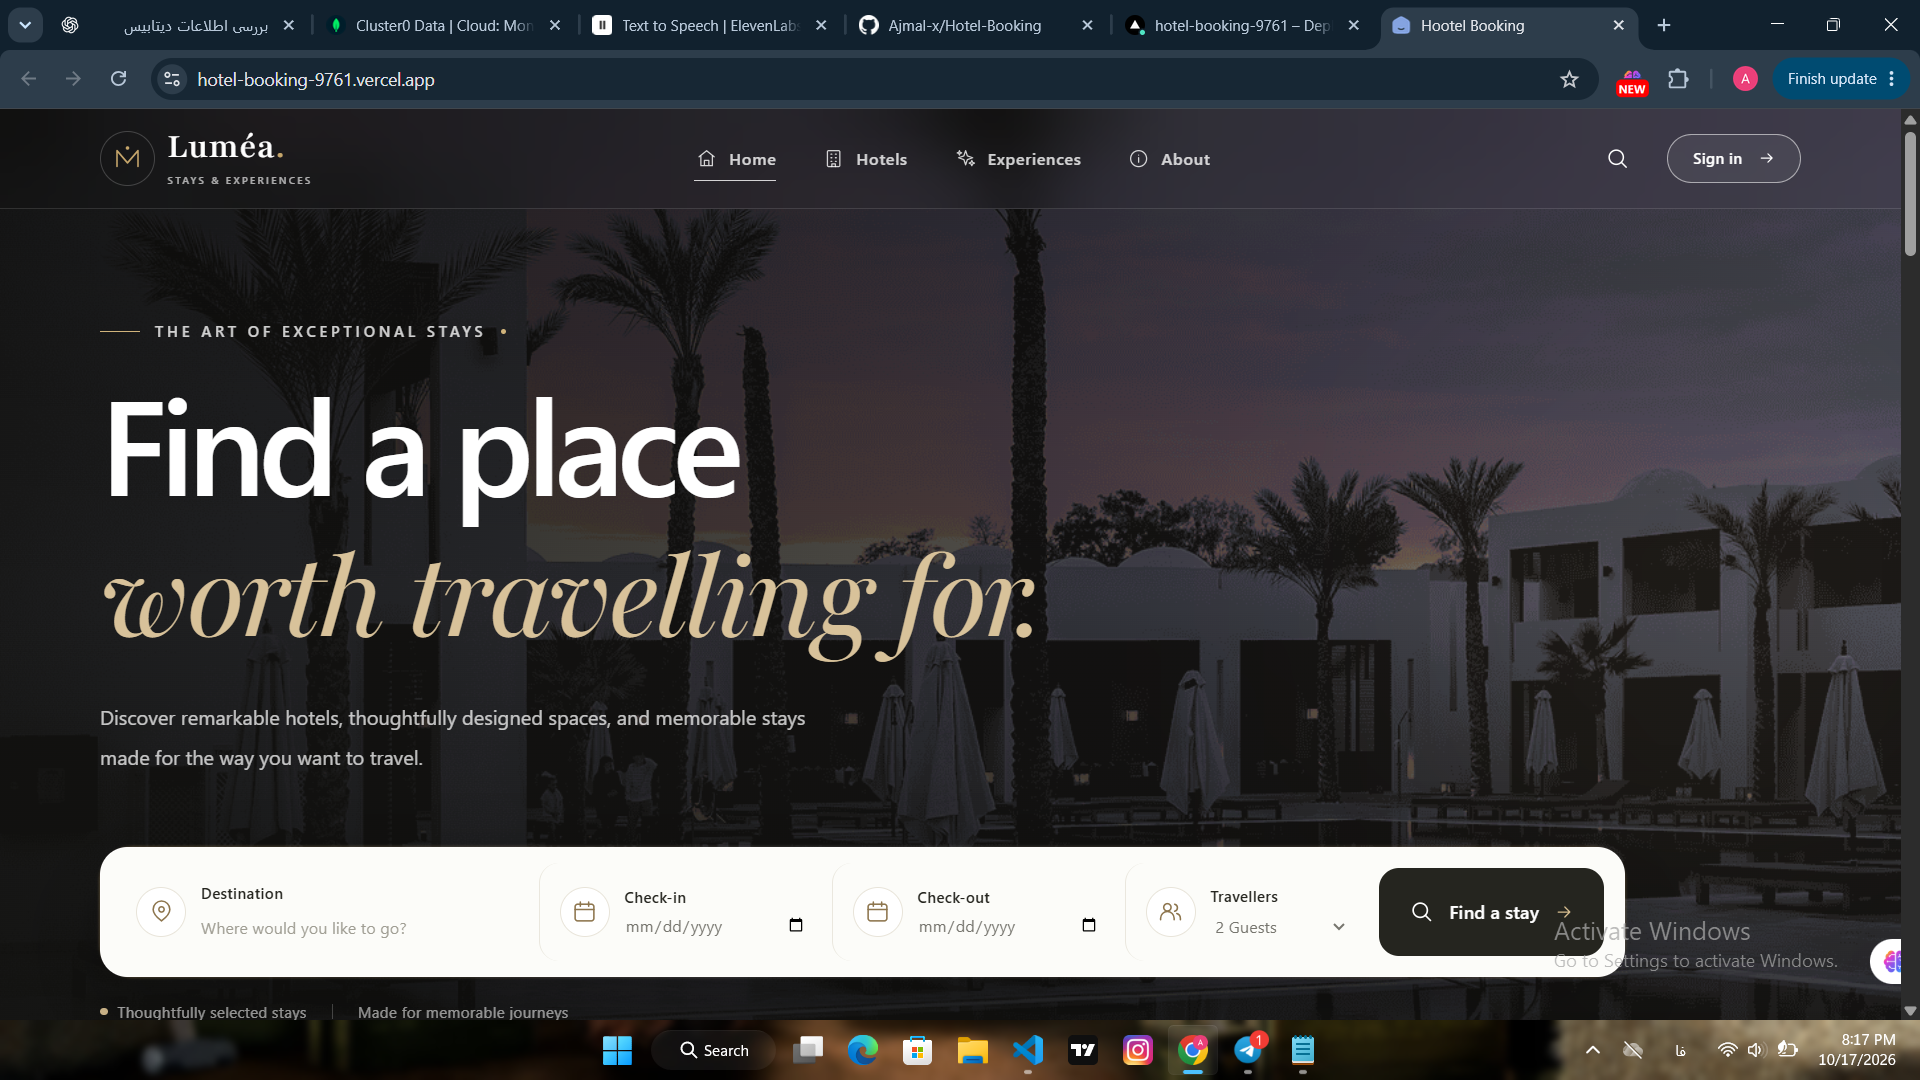 بررسی اطلاعات دیتابیس
Cluster0 Data | Cloud: Mon
Text to Speech | ElevenLabs
Ajmal-x/Hotel-Booking
hotel-booking-9761 – Dep
Hootel Booking
hotel-booking-9761.vercel.app
NEW
A
Finish update
Luméa.
STAYS & EXPERIENCES
Home
Hotels
Experiences
About
Sign in
THE ART OF EXCEPTIONAL STAYS
Find a place
worth travelling for.
Discover remarkable hotels, thoughtfully designed spaces, and memorable stays
made for the way you want to travel.
Destination
Where would you like to go?
Check-in
mm/dd/yyyy
Check-out
mm/dd/yyyy
Travellers
2 Guests
Find a stay
Activate Windows
Go to Settings to activate Windows.
Thoughtfully selected stays
Made for memorable journeys
Search
A
1
فا
8:17 PM
10/17/2026